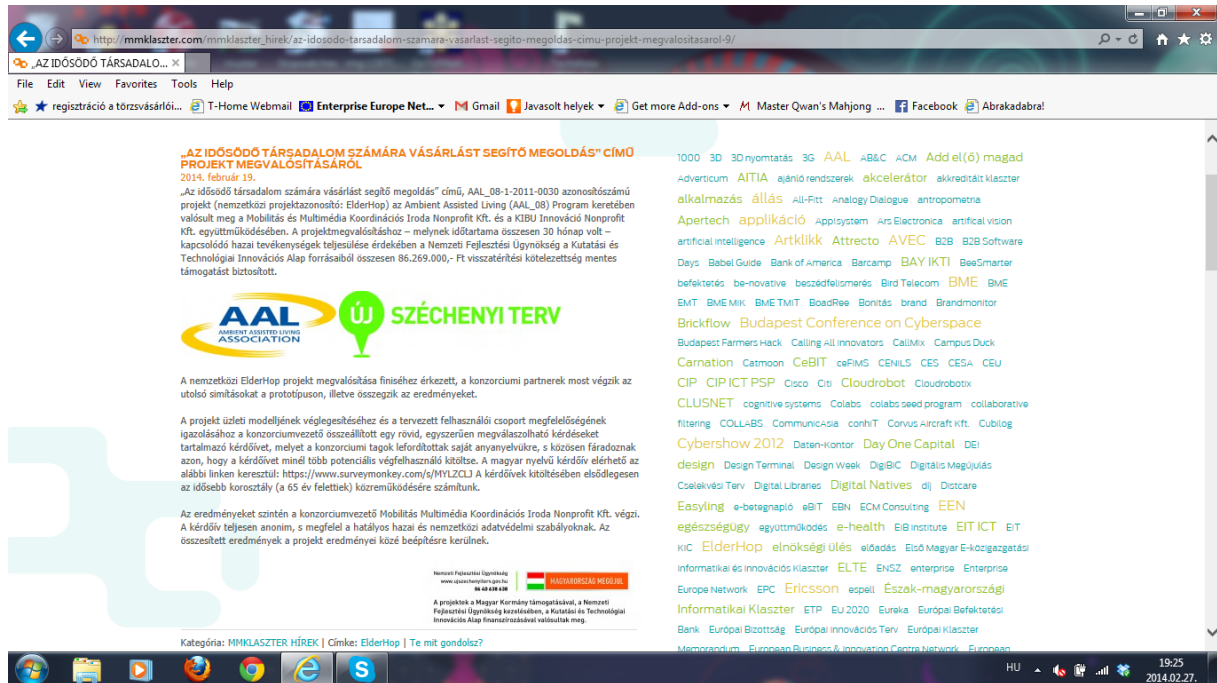 http://mmklaszter.com/mmklaszter_hirek/az-idosodo-tarsadalom-szamara-vasarlast-segito-megoldas-cimu-projekt-megvalositasarol-9/
„AZ IDŐSÖDŐ TÁRSADALO...
File Edit View Favorites Tools Help
regisztráció a törzsvásárlói... T-Home Webmail Enterprise Europe Net... Gmail Javasolt helyek Get more Add-ons Master Qwan's Mahjong ... Facebook Abrakadabra!
„AZ IDŐSÖDŐ TÁRSADALOM SZÁMARA VÁSÁRLÁST SEGÍTŐ MEGOLDÁS" CÍMŰ
PROJEKT MEGVALÓSÍTÁSÁRÓL
2014. február 19.
„Az idősödő társadalom számára vásárlást segítő megoldás" című, AAL_08-1-2011-0030 azonosítószámú
projekt (nemzetközi projektazonosító: ElderHop) az Ambient Assisted Living (AAL_08) Program keretében
valósult meg a Mobilitás és Multimédia Koordinációs Iroda Nonprofit Kft. és a KIBU Innováció Nonprofit
Kft. együttműködésében. A projektmegvalósításhoz – melynek időtartama összesen 30 hónap volt –
kapcsolódó hazai tevékenységek teljesülése érdekében a Nemzeti Fejlesztési Ügynökség a Kutatási és
Technológiai Innovációs Alap forrásaiból összesen 86.269.000,- Ft visszatérítési kötelezettség mentes
támogatást biztosított.
AAL
AMBIENT ASSISTED LIVING
ASSOCIATION
ÚJ SZÉCHENYI TERV
A nemzetközi ElderHop projekt megvalósítása finiséhez érkezett, a konzorciumi partnerek most végzik az
utolsó simításokat a prototípuson, illetve összegzik az eredményeket.
A projekt üzleti modelljének véglegesítéséhez és a tervezett felhasználói csoport megfelelőségének
igazolásához a konzorciumvezető összeállított egy rövid, egyszerűen megválaszolható kérdéseket
tartalmazó kérdőívet, melyet a konzorciumi tagok lefordítottak saját anyanyelvükre, s közösen fáradoznak
azon, hogy a kérdőívet minél több potenciális végfelhasználó kitöltse. A magyar nyelvű kérdőív elérhető az
alábbi linken keresztül: https://www.surveymonkey.com/s/MYLZCLJ A kérdőívek kitöltésében elsődlegesen
az idősebb korosztály (a 65 év felettiek) közreműködésére számítunk.
Az eredményeket szintén a konzorciumvezető Mobilitás Multimédia Koordinációs Iroda Nonprofit Kft. végzi.
A kérdőív teljesen anonim, s megfelel a hatályos hazai és nemzetközi adatvédelmi szabályoknak. Az
összesített eredmények a projekt eredményei közé beépítésre kerülnek.
Nemzeti Fejlesztési Ügynökség
www.ujszechenyiterv.gov.hu
06 40 638 638
MAGYARORSZÁG MEGÚJUL
A projektek a Magyar Kormány támogatásával, a Nemzeti
Fejlesztési Ügynökség kezelésében, a Kutatási és Technológiai
Innovációs Alap finanszírozásával valósultak meg.
Kategória: MMKLASZTER HÍREK | Címke: ElderHop | Te mit gondolsz?
1000 3D 3D nyomtatás 3G AAL AB&C ACM Add el(ő) magad
Adverticum AITIA ajánló rendszerek akcelerátor akkreditált klaszter
alkalmazás állás All-Fitt Analogy Dialogue antropometria
Apertech applikáció Appsystem Ars Electronica artifical vision
artificial intelligence Artklikk Attrecto AVEC B2B B2B Software
Days Babel Guide Bank of America Barcamp BAY IKTI BeeSmarter
befektetés be-novative beszédfelismerés Bird Telecom BME BME
EMT BME MIK BME TMIT BoadRee Bonitás brand Brandmonitor
Brickflow Budapest Conference on Cyberspace
Budapest Farmers Hack Calling All Innovators CallMix Campus Duck
Carnation Catmoon CeBIT ceFIMS CENILS CES CESA CEU
CIP CIP ICT PSP Cisco Citi Cloudrobot Cloudrobotix
CLUSNET cognitive systems Colabs colabs seed program collaborative
filtering COLLABS CommunicAsia conhIT Corvus Aircraft Kft. Cubilog
Cybershow 2012 Daten-Kontor Day One Capital DEI
design Design Terminal Design Week DigiBIC Digitális Megújulás
Cselekvési Terv Digital Libraries Digital Natives díj Distcare
Easyling e-betegnapló eBIT EBN ECM Consulting EEN
egészségügy együttműködés e-health EIB Institute EIT ICT EIT
KIC ElderHop elnökségi ülés előadás Első Magyar E-közigazgatási
Informatikai és Innovációs Klaszter ELTE ENSZ enterprise Enterprise
Europe Network EPC Ericsson espell Észak-magyarországi
Informatikai Klaszter ETP EU 2020 Eureka Európai Befektetési
Bank Európai Bizottság Európai Innovációs Terv Európai Klaszter
Memorandum European Business & Innovation Centre Network European
HU 19:25
2014.02.27.